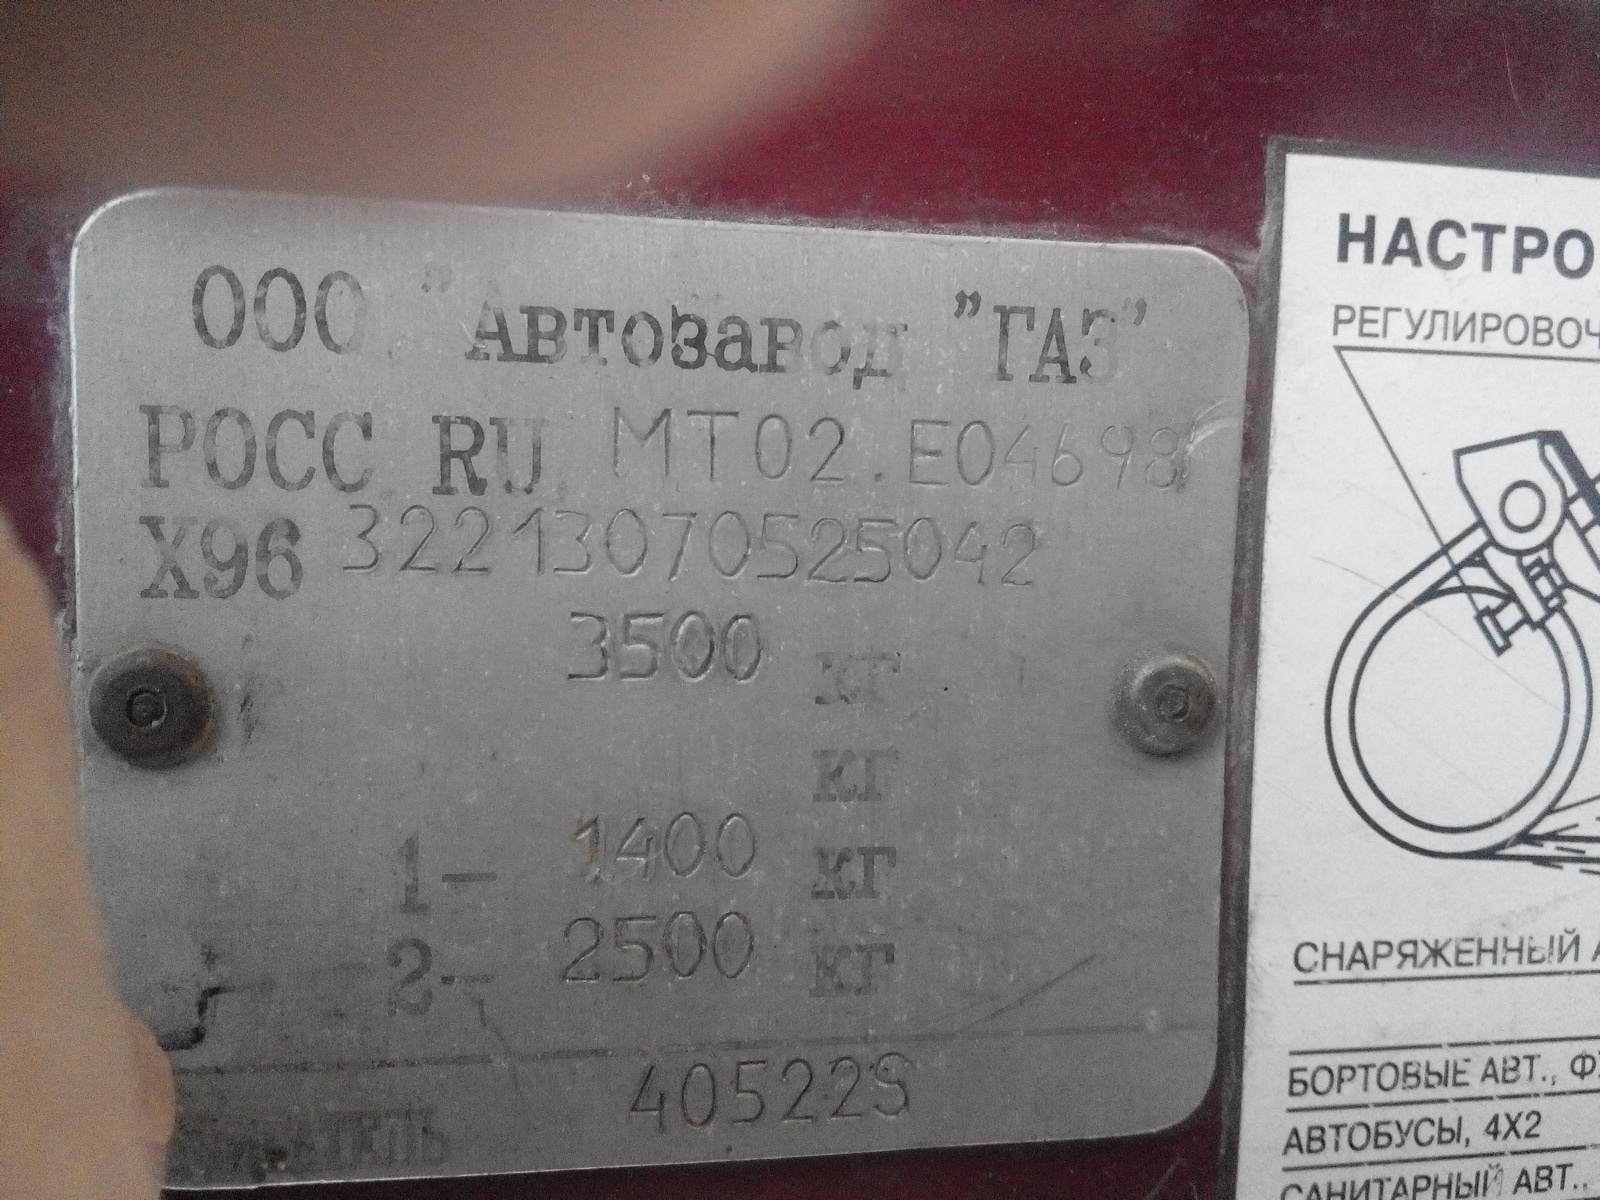 ООО "Автозавод "ГАЗ"
РОСС RU МТ02.Е04698
X96 32213070525042
3500 кг
кг
1- 1400 кг
2- 2500 кг
40522S
НАСТРО
РЕГУЛИРОВОЧ
СНАРЯЖЕННЫЙ А
БОРТОВЫЕ АВТ., Ф
АВТОБУСЫ, 4Х2
САНИТАРНЫЙ АВТ.,